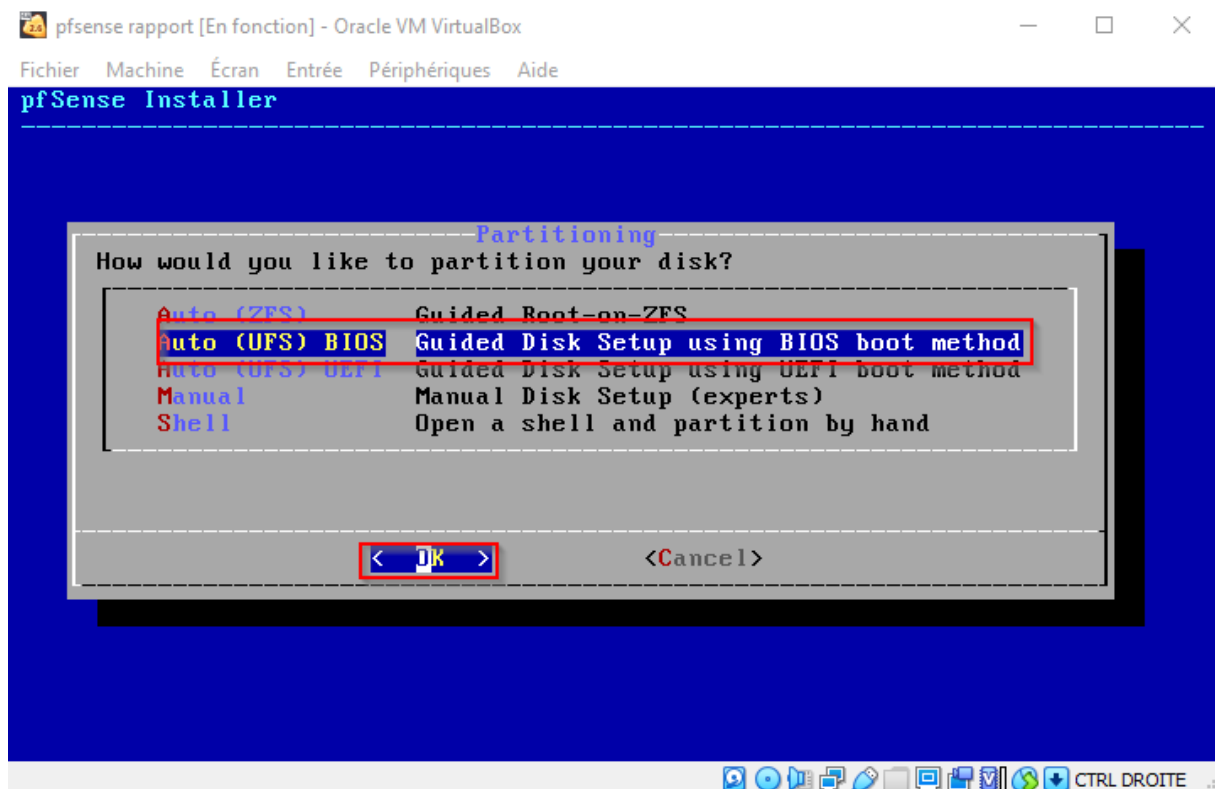 pfsense rapport [En fonction] - Oracle VM VirtualBox
Fichier Machine Écran Entrée Périphériques Aide
pfSense Installer
Partitioning
How would you like to partition your disk?
Auto (ZFS) Guided Root-on-ZFS
Auto (UFS) BIOS Guided Disk Setup using BIOS boot method
Auto (UFS) UEFI Guided Disk Setup using UEFI boot method
Manual Manual Disk Setup (experts)
Shell Open a shell and partition by hand
< OK > <Cancel>
CTRL DROITE